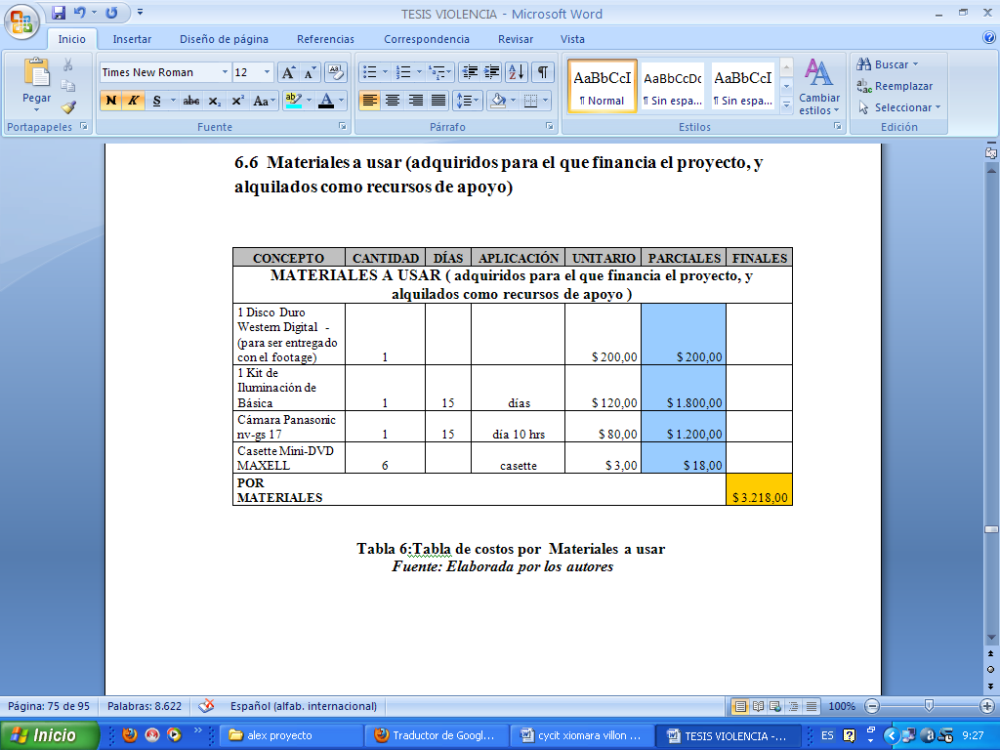 TESIS VIOLENCIA - Microsoft Word
Inicio Insertar Diseño de página Referencias Correspondencia Revisar Vista
Pegar
Times New Roman 12
N K S abe x₂ x² Aa ab A
AaBbCcI AaBbCcDc AaBbCcI
¶ Normal ¶ Sin espa... ¶ Sin espa...
Cambiar estilos
Buscar
Reemplazar
Seleccionar
Portapapeles Fuente Párrafo Estilos Edición
6.6 Materiales a usar (adquiridos para el que financia el proyecto, y
alquilados como recursos de apoyo)
CONCEPTO CANTIDAD DÍAS APLICACIÓN UNITARIO PARCIALES FINALES
MATERIALES A USAR ( adquiridos para el que financia el proyecto, y
alquilados como recursos de apoyo )
1 Disco Duro
Western Digital -
(para ser entregado
con el footage) 1 $ 200,00 $ 200,00
1 Kit de
Iluminación de
Básica 1 15 días $ 120,00 $ 1.800,00
Cámara Panasonic
nv-gs 17 1 15 día 10 hrs $ 80,00 $ 1.200,00
Casette Mini-DVD
MAXELL 6 casette $ 3,00 $ 18,00
POR
MATERIALES $ 3.218,00
Tabla 6:Tabla de costos por Materiales a usar
Fuente: Elaborada por los autores
Página: 75 de 95 Palabras: 8.622 Español (alfab. internacional) 100%
Inicio alex proyecto Traductor de Googl... cycit xiomara villon ... TESIS VIOLENCIA -... ES 9:27